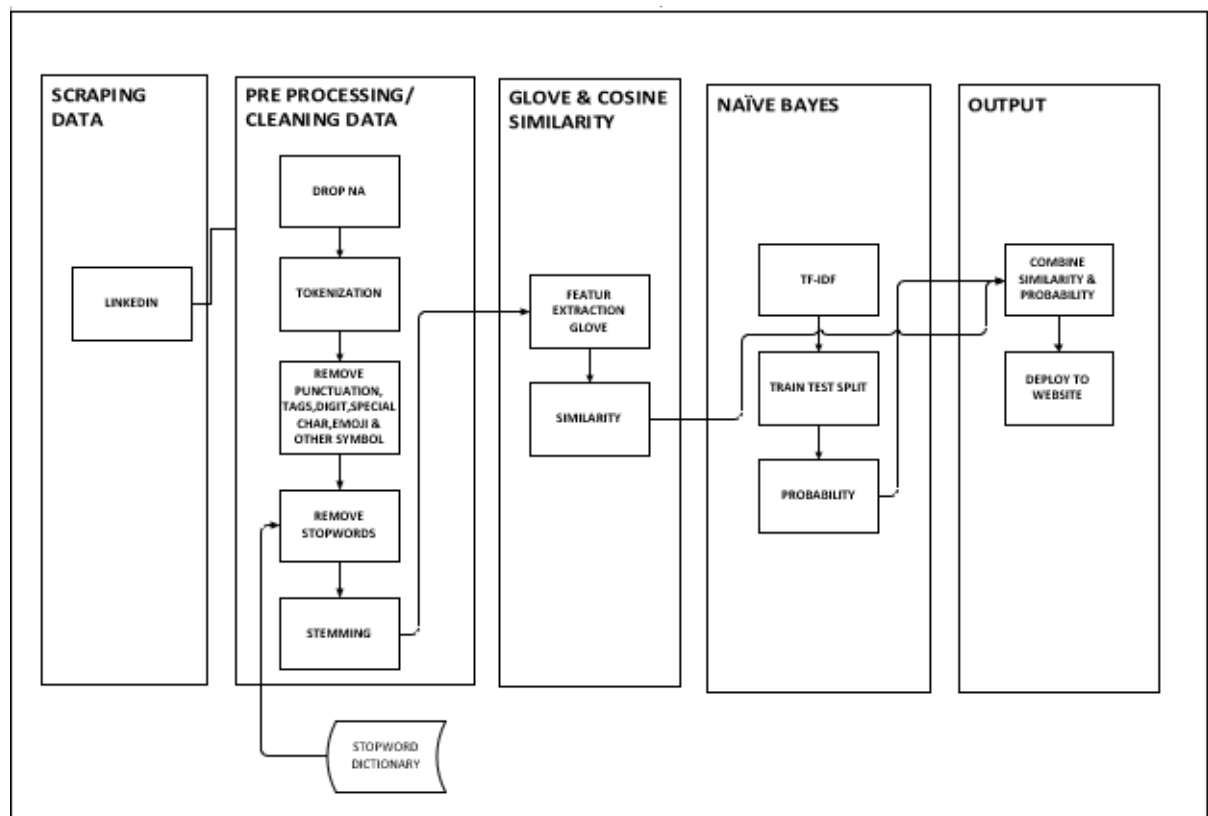 SCRAPING
DATA
LINKEDIN
PRE PROCESSING/
CLEANING DATA
DROP NA
TOKENIZATION
REMOVE
PUNCTUATION,
TAGS,DIGIT,SPECIAL
CHAR,EMOJI &
OTHER SYMBOL
REMOVE
STOPWORDS
STEMMING
STOPWORD
DICTIONARY
GLOVE & COSINE
SIMILARITY
FEATUR
EXTRACTION
GLOVE
SIMILARITY
NAÏVE BAYES
TF-IDF
TRAIN TEST SPLIT
PROBABILITY
OUTPUT
COMBINE
SIMILARITY &
PROBABILITY
DEPLOY TO
WEBSITE